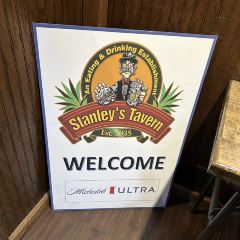 An Eating & Drinking Establishment
Stanley's Tavern
Est. 1935
WELCOME
Michelob ULTRA